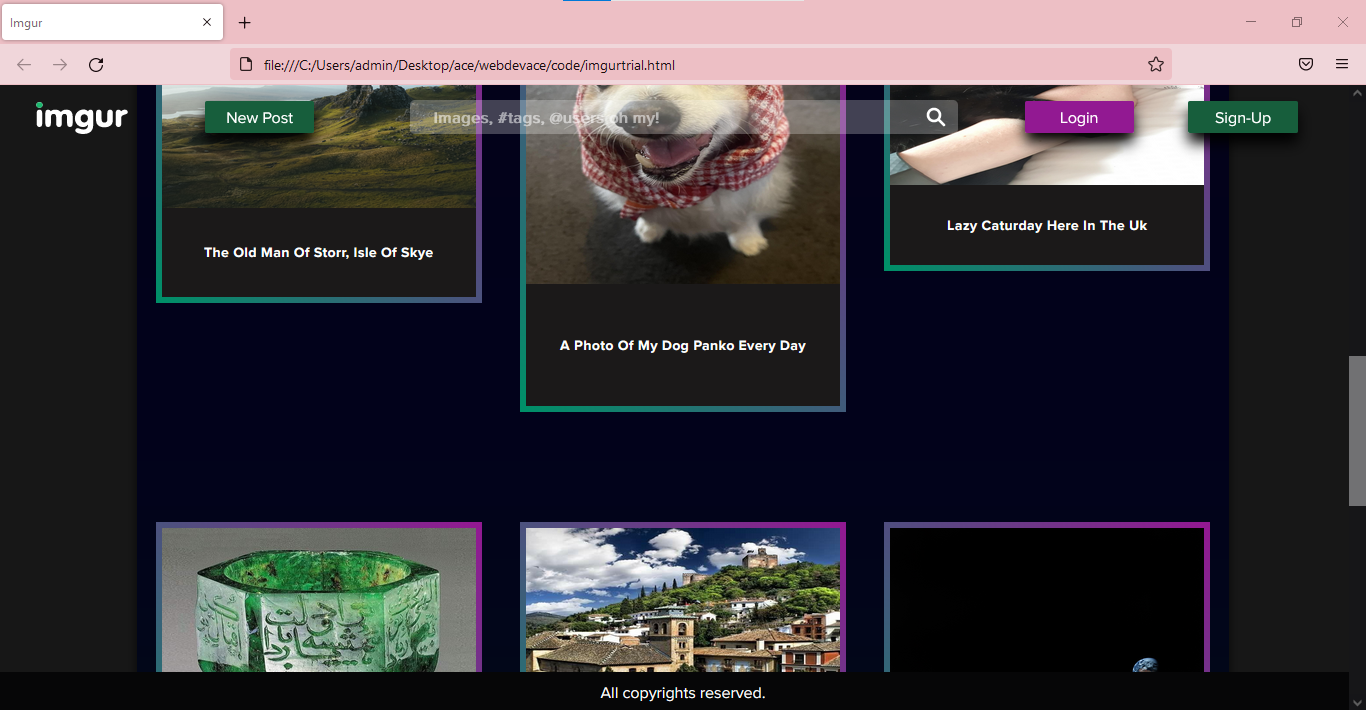 Imgur
file:///C:/Users/admin/Desktop/ace/webdevace/code/imgurtrial.html
imgur
New Post
Images, #tags, @users oh my!
Login
Sign-Up
The Old Man Of Storr, Isle Of Skye
A Photo Of My Dog Panko Every Day
Lazy Caturday Here In The Uk
All copyrights reserved.